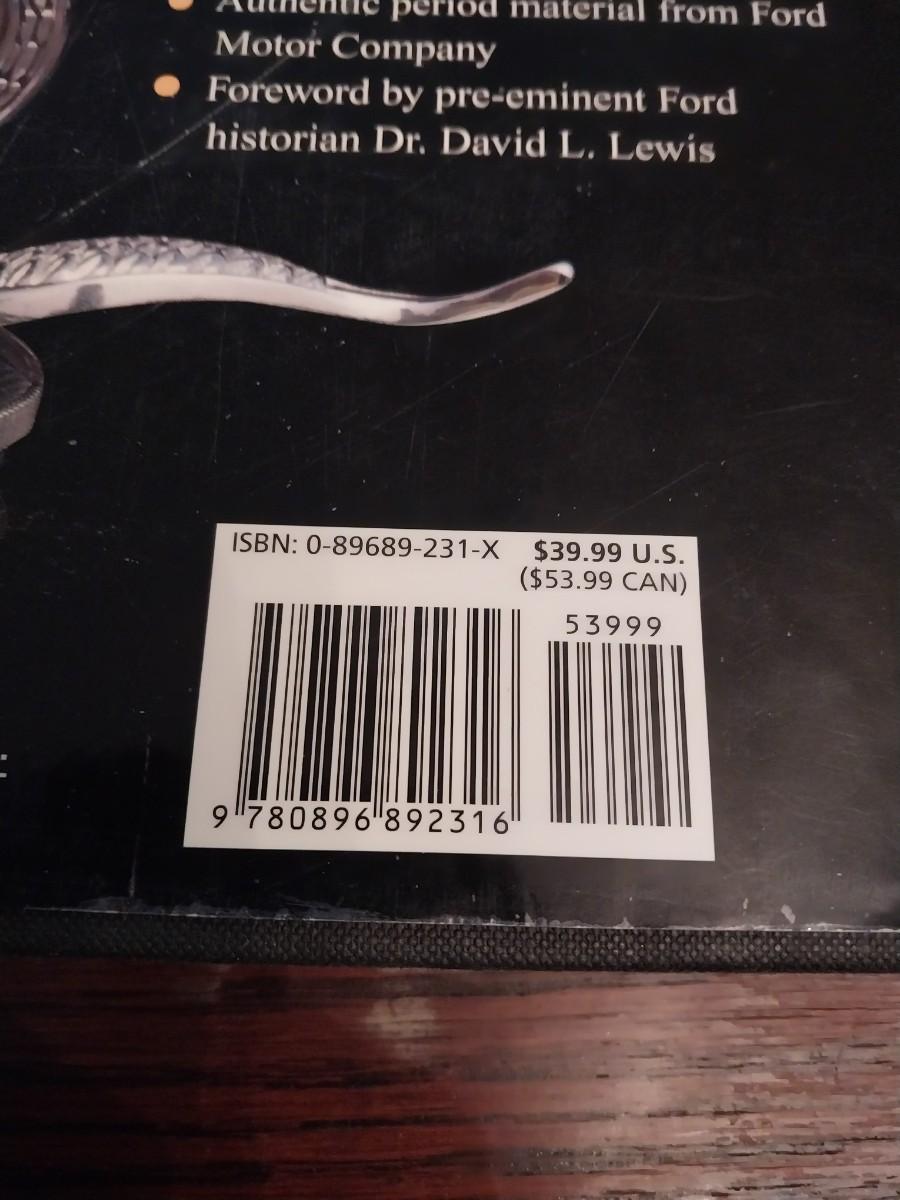 Authentic period material from Ford
Motor Company
Foreword by pre-eminent Ford
historian Dr. David L. Lewis
ISBN: 0-89689-231-X $39.99 U.S.
($53.99 CAN)
53999
9 780896 892316